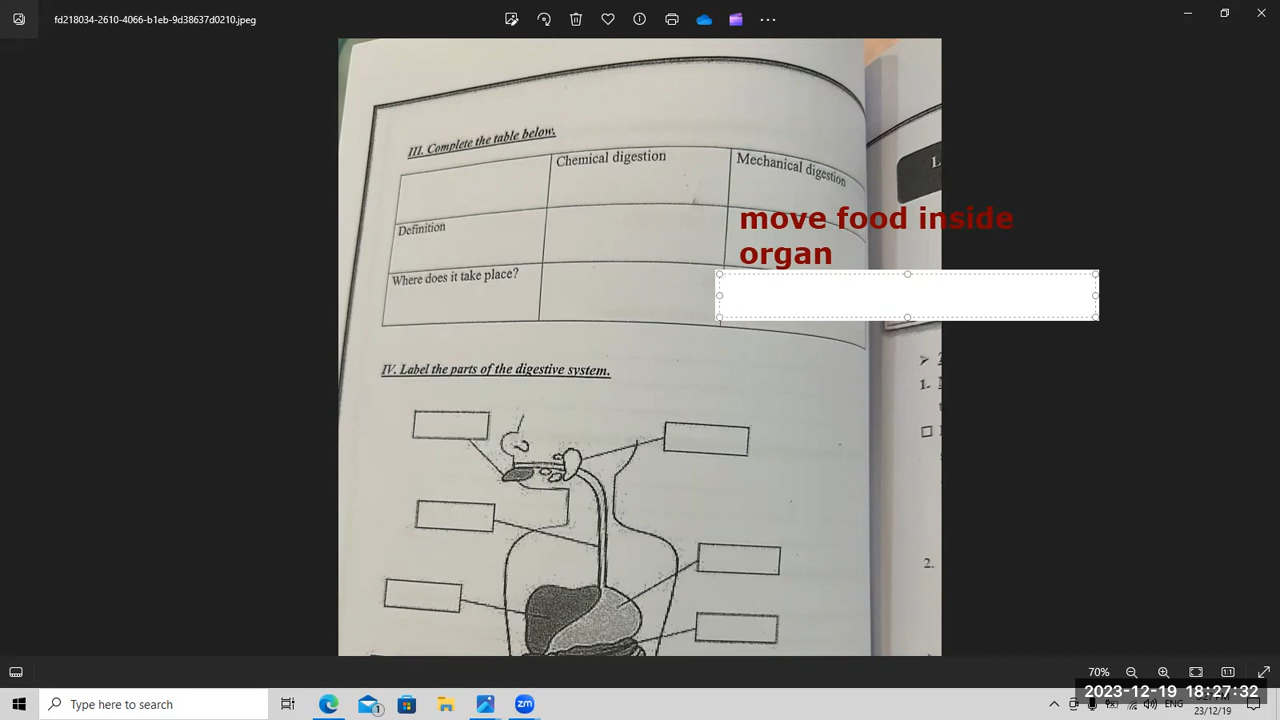 fd218034-2610-4066-b1eb-9d38637d0210.jpeg
III. Complete the table below.
Chemical digestion
Mechanical digestion
move food inside
organ
Definition
Where does it take place?
IV. Label the parts of the digestive system.
L
1.
2.
70%
Type here to search
1
zm
ENG
2023-12-19 18:27:32
23/12/19